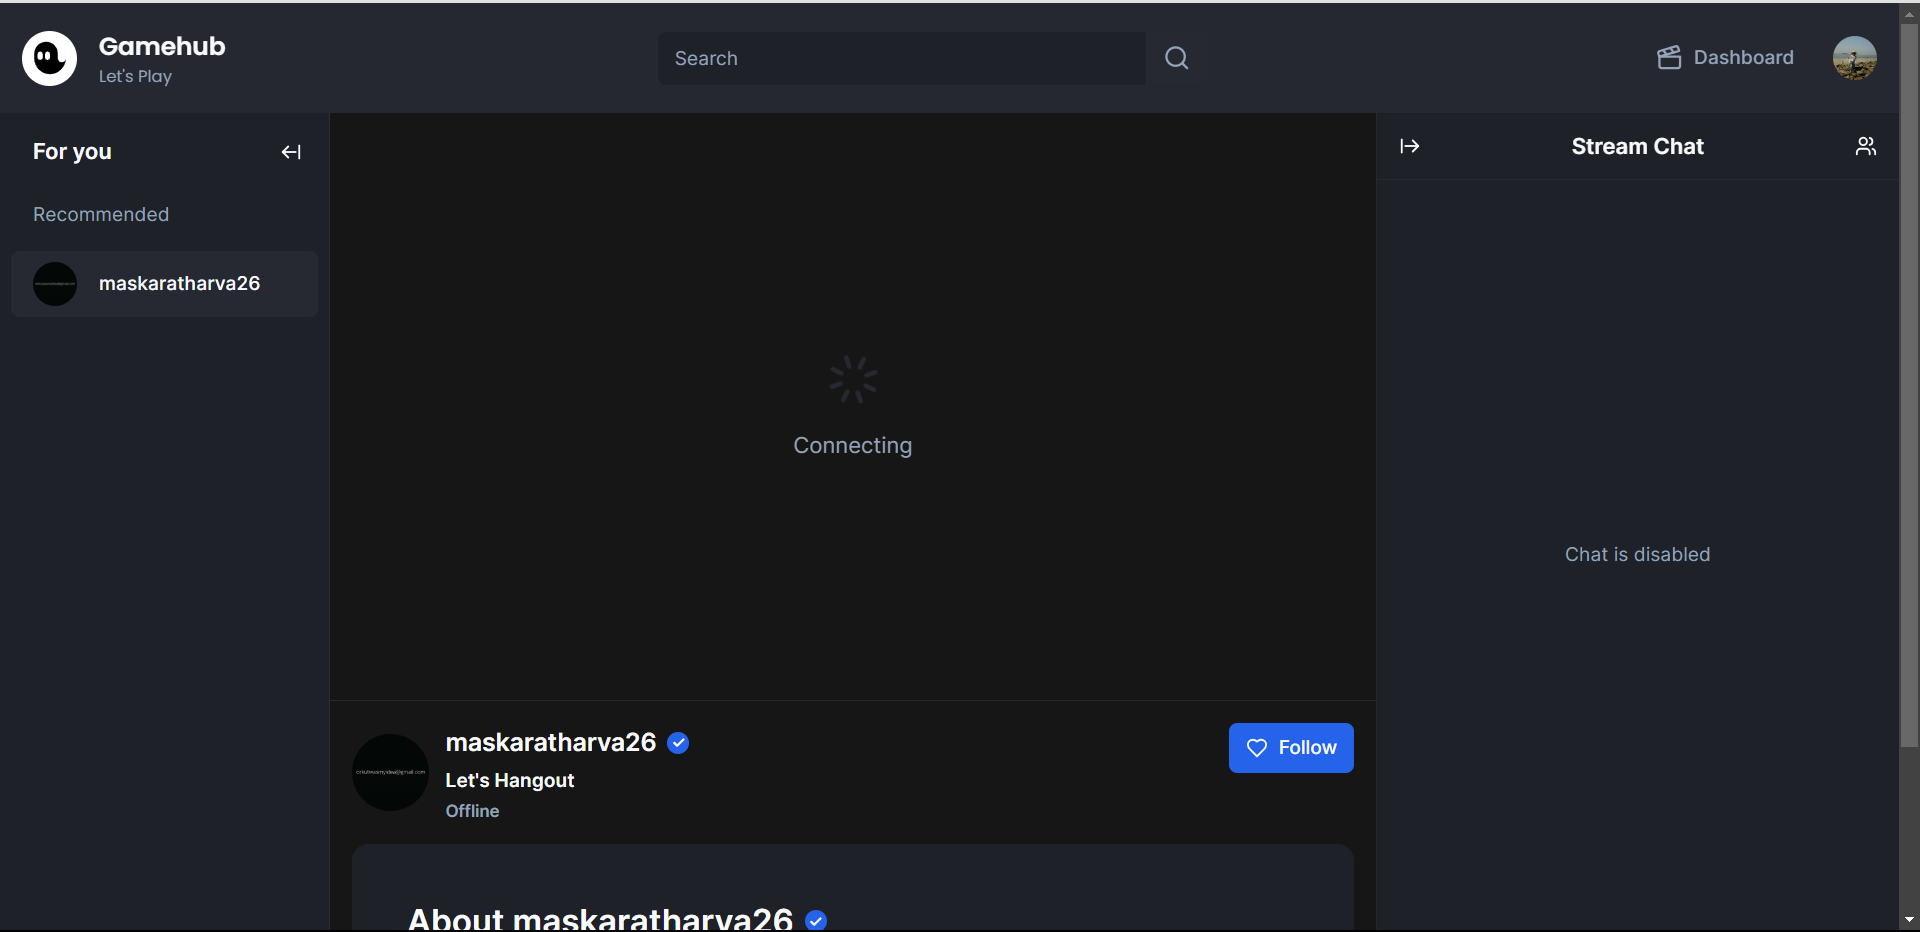 Gamehub
Let's Play
Search
Dashboard
For you
Recommended
maskaratharva26
Connecting
Stream Chat
Chat is disabled
maskaratharva26
Let's Hangout
Offline
Follow
About maskaratharva26